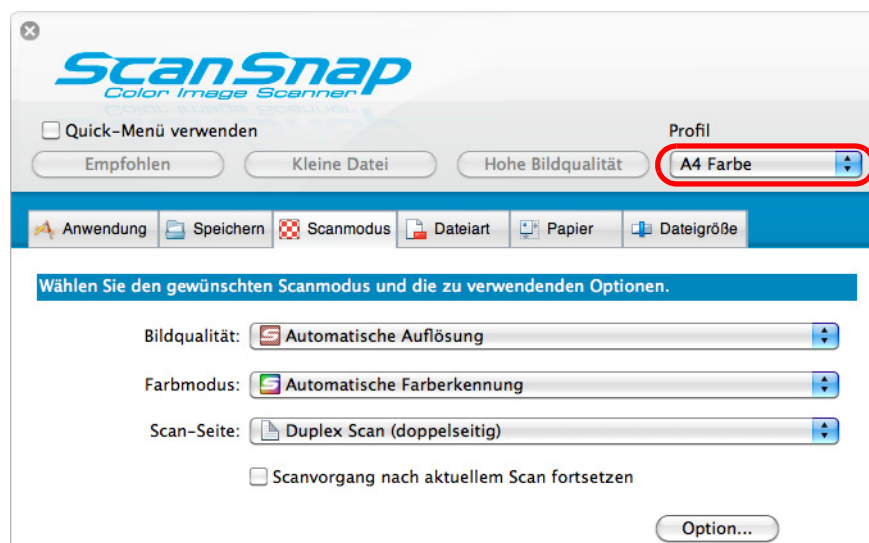 ScanSnap
Color Image Scanner
Quick-Menü verwenden
Profil
Empfohlen Kleine Datei Hohe Bildqualität A4 Farbe
Anwendung Speichern Scanmodus Dateiart Papier Dateigröße
Wählen Sie den gewünschten Scanmodus und die zu verwendenden Optionen.
Bildqualität: Automatische Auflösung
Farbmodus: Automatische Farberkennung
Scan-Seite: Duplex Scan (doppelseitig)
Scanvorgang nach aktuellem Scan fortsetzen
Option...